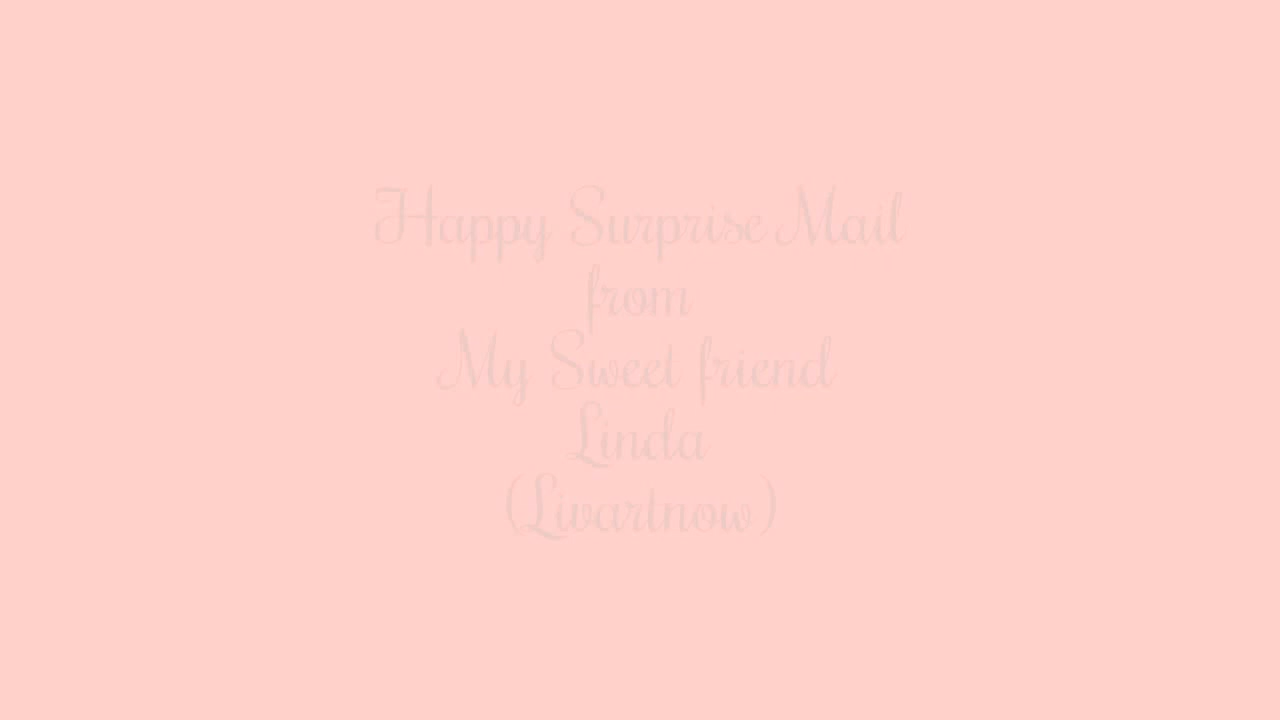 Happy Surprise Mail
from
My Sweet friend
Linda
(Livartnow)